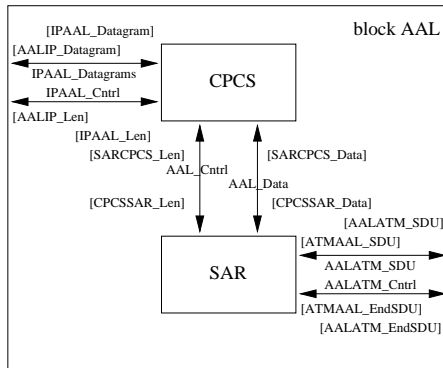 block AAL
[IPAAL_Datagram]
[AALIP_Datagram]
IPAAL_Datagrams
IPAAL_Cntrl
[AALIP_Len]
[IPAAL_Len]
CPCS
[SARCPCS_Len]
[SARCPCS_Data]
AAL_Cntrl
AAL_Data
[CPCSSAR_Len]
[CPCSSAR_Data]
SAR
[AALATM_SDU]
[ATMAAL_SDU]
AALATM_SDU
AALATM_Cntrl
[ATMAAL_EndSDU]
[AALATM_EndSDU]